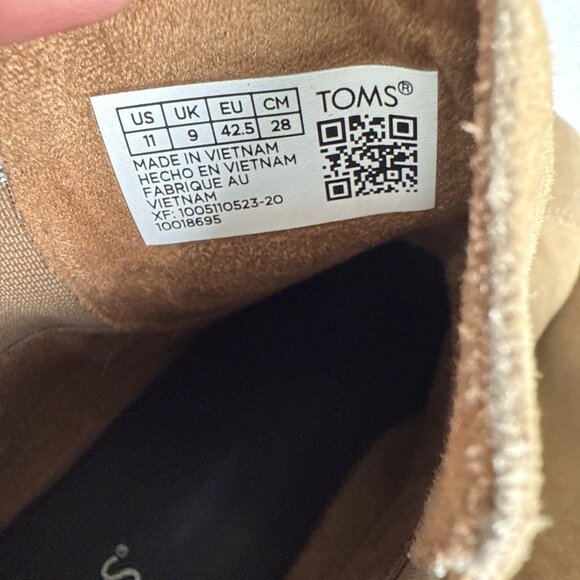 US UK EU CM
11 9 42.5 28
TOMS®
MADE IN VIETNAM
HECHO EN VIETNAM
FABRIQUE AU
VIETNAM
XF: 1005110523-20
10018695
S®